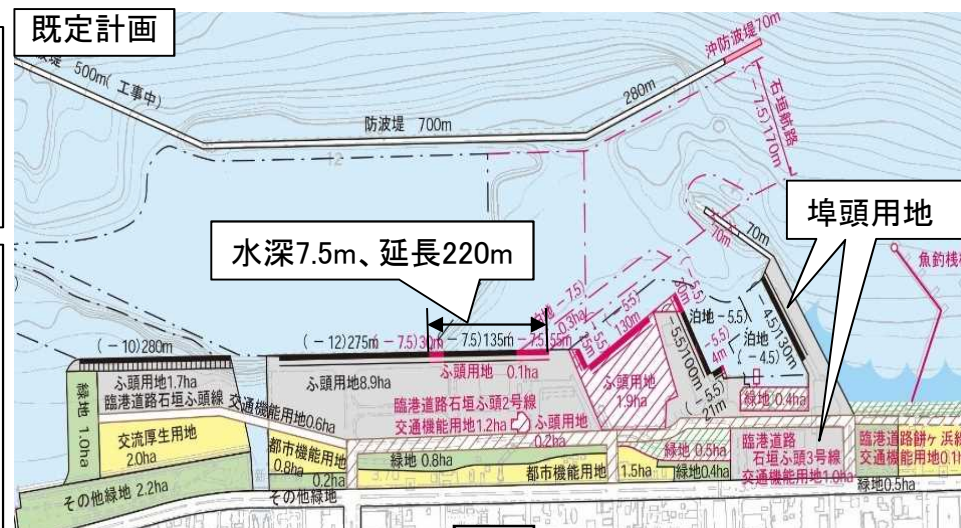 既定計画
沖防波堤70m
500m(工事中)
280m
防波堤 700m
石垣航路
(-7.5)170m
12
埠頭用地
70m
70m
水深7.5m、延長220m
魚釣桟橋
泊地-5.5)
泊地
(-4.5)
(-4.5)130m
130m
(-10)280m
(-12)275m(-7.5)30m(-7.5)135m(-7.5)55m
(-5.5)100m
(-5.5)
21m
ふ頭用地 0.1ha
ふ頭用地1.7ha
ふ頭用地8.9ha
ふ頭用地
1.9ha
緑地 0.4ha
臨港道路石垣ふ頭線
交通機能用地0.6ha
臨港道路石垣ふ頭2号線
交通機能用地1.2ha
ふ頭用地
0.2ha
緑地 1.0ha
交流厚生用地
2.0ha
都市機能用地
0.8ha
0.2ha
緑地 0.8ha
都市機能用地
1.5ha
緑地 0.5ha
緑地0.4ha
臨港道路
石垣ふ頭3号線
交通機能用地1.0ha
臨港道路餅ヶ浜線
交通機能用地0.1h
緑地0.5ha
その他緑地 2.2ha
その他緑地